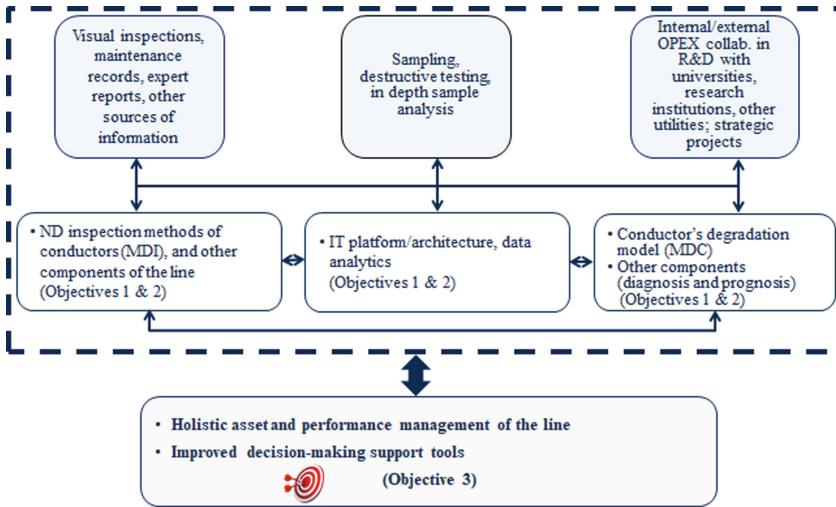 Visual inspections,
maintenance
records, expert
reports, other
sources of
information
Sampling,
destructive testing,
in depth sample
analysis
Internal/external
OPEX collab. in
R&D with
universities,
research
institutions, other
utilities; strategic
projects
• ND inspection methods of
conductors (MDI), and other
components of the line
(Objectives 1 & 2)
• IT platform/architecture, data
analytics
(Objectives 1 & 2)
• Conductor's degradation
model (MDC)
• Other components
(diagnosis and prognosis)
(Objectives 1 & 2)
• Holistic asset and performance management of the line
• Improved decision-making support tools
(Objective 3)